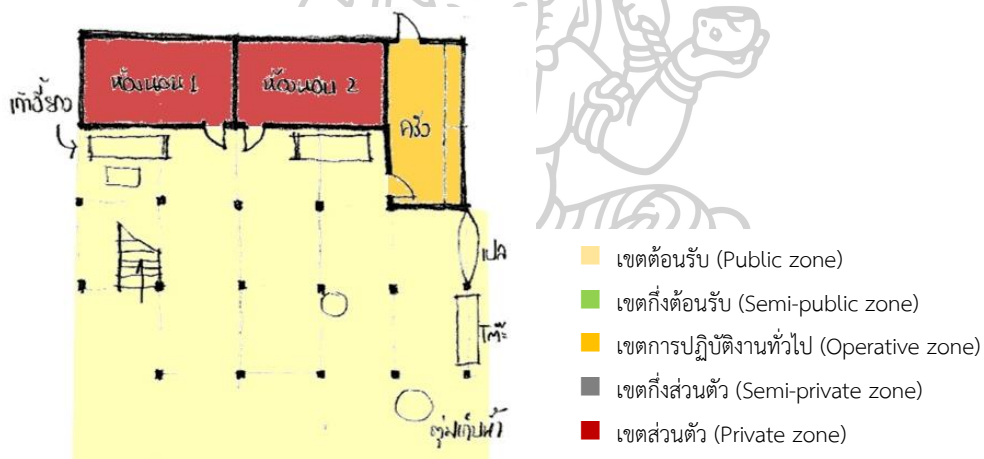 ห้องนอน 1
ห้องนอน 2
เก้าอี้ยาว
ครัว
เปล
โต๊ะ
ตุ่มเก็บน้ำ
เขตต้อนรับ (Public zone)
เขตกึ่งต้อนรับ (Semi-public zone)
เขตการปฏิบัติงานทั่วไป (Operative zone)
เขตกึ่งส่วนตัว (Semi-private zone)
เขตส่วนตัว (Private zone)